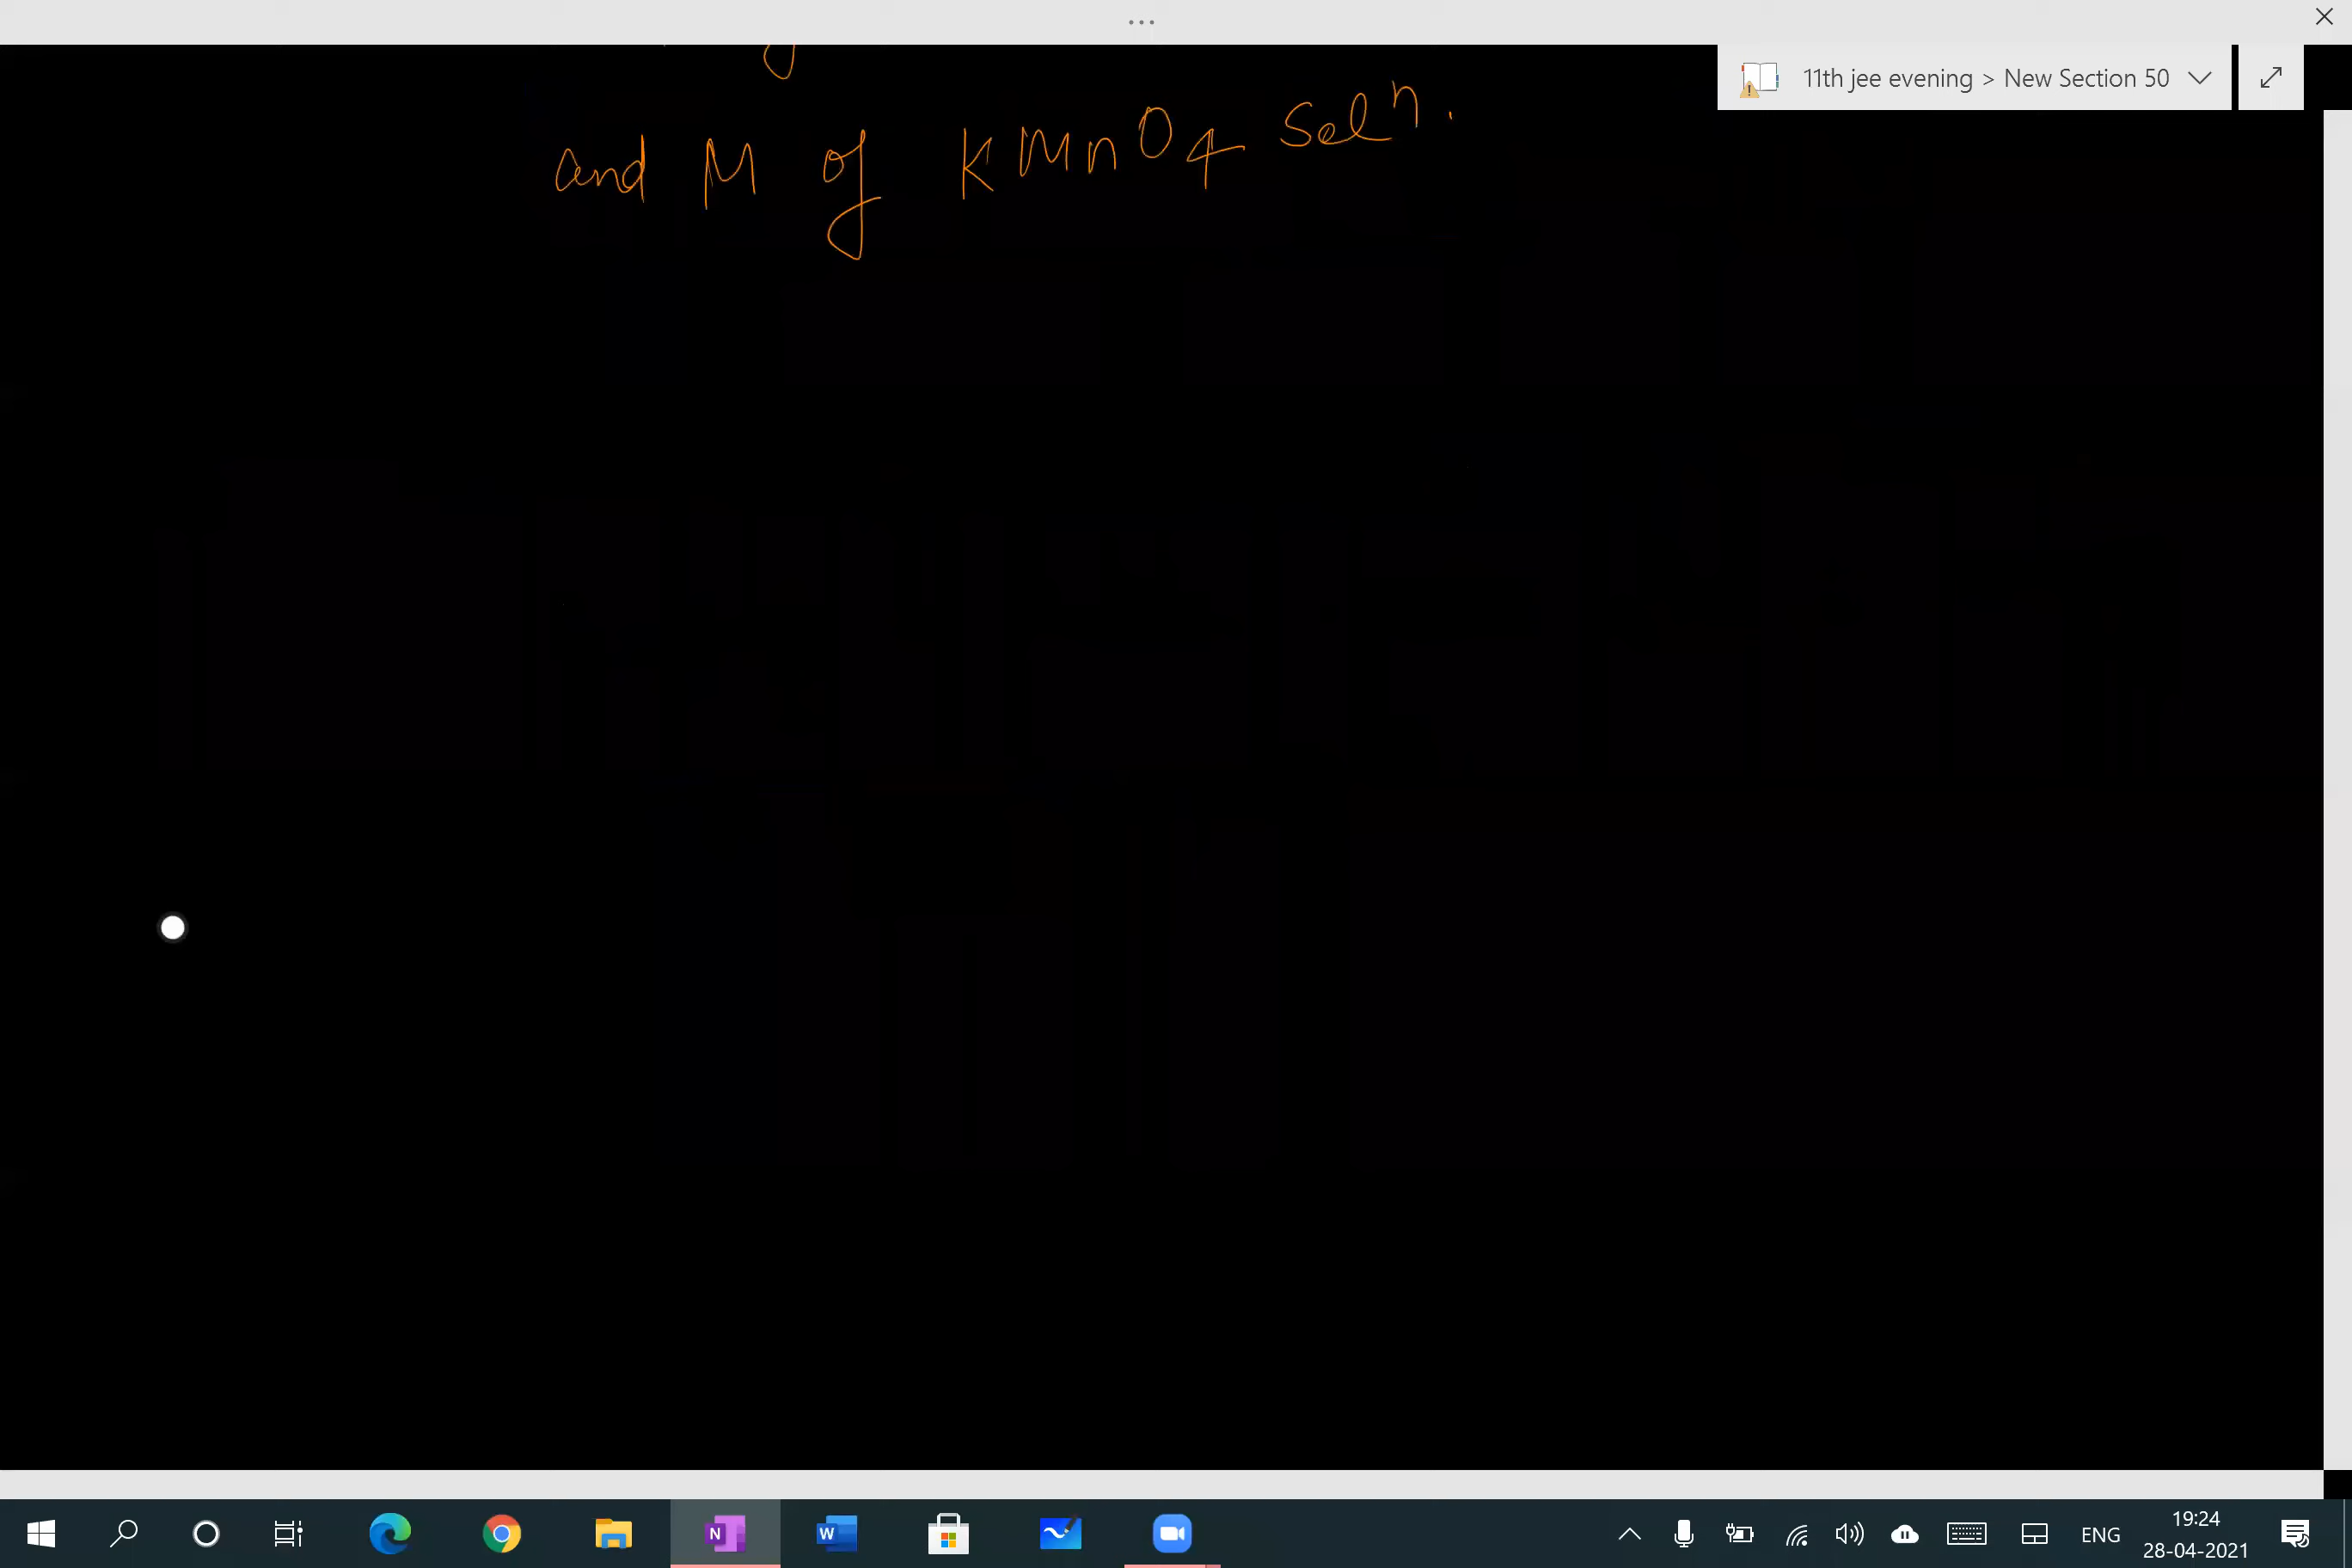 ...
11th jee evening > New Section 50
and M of KMnO4 Solⁿ.
N
W
ENG
19:24
28-04-2021